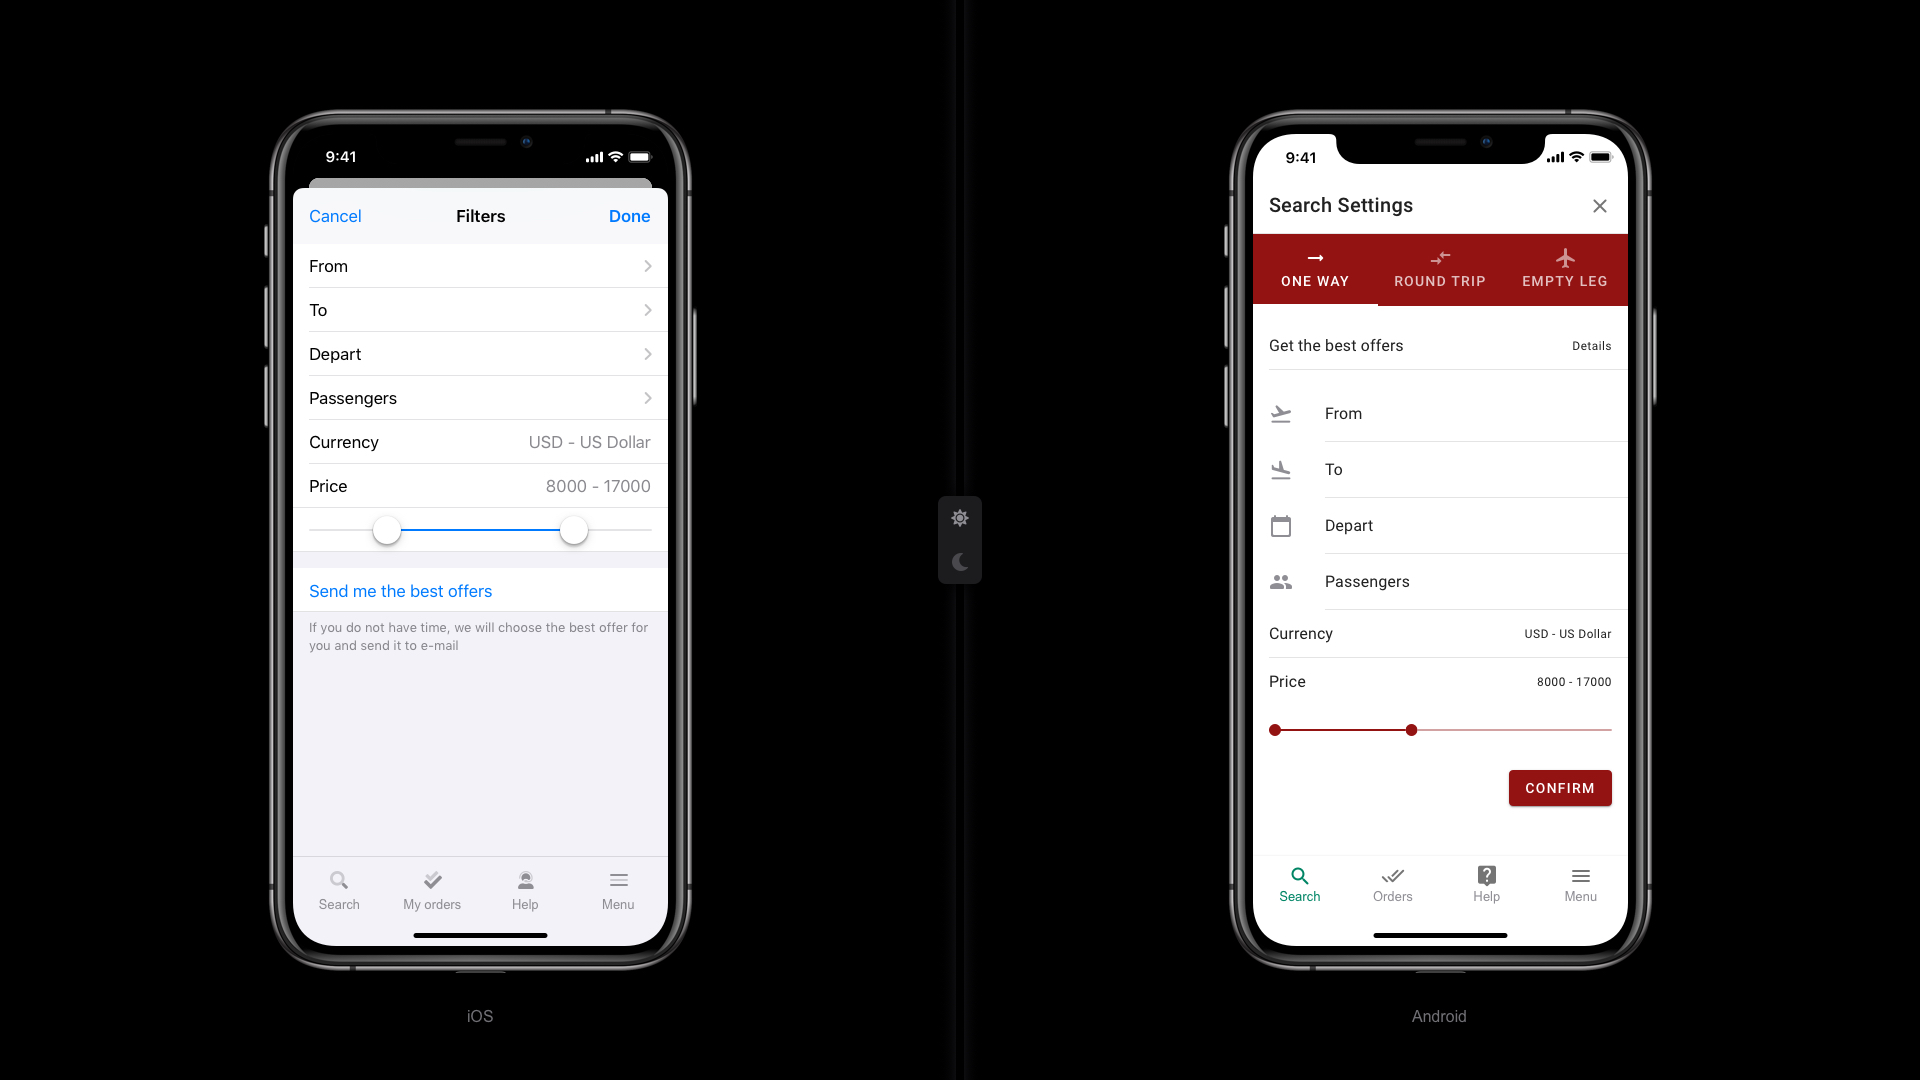 9:41
Cancel Filters Done
From
To
Depart
Passengers
Currency USD - US Dollar
Price 8000 - 17000
Send me the best offers
If you do not have time, we will choose the best offer for
you and send it to e-mail
Search My orders Help Menu
iOS
9:41
Search Settings
ONE WAY ROUND TRIP EMPTY LEG
Get the best offers Details
From
To
Depart
Passengers
Currency USD - US Dollar
Price 8000 - 17000
CONFIRM
Search Orders Help Menu
Android